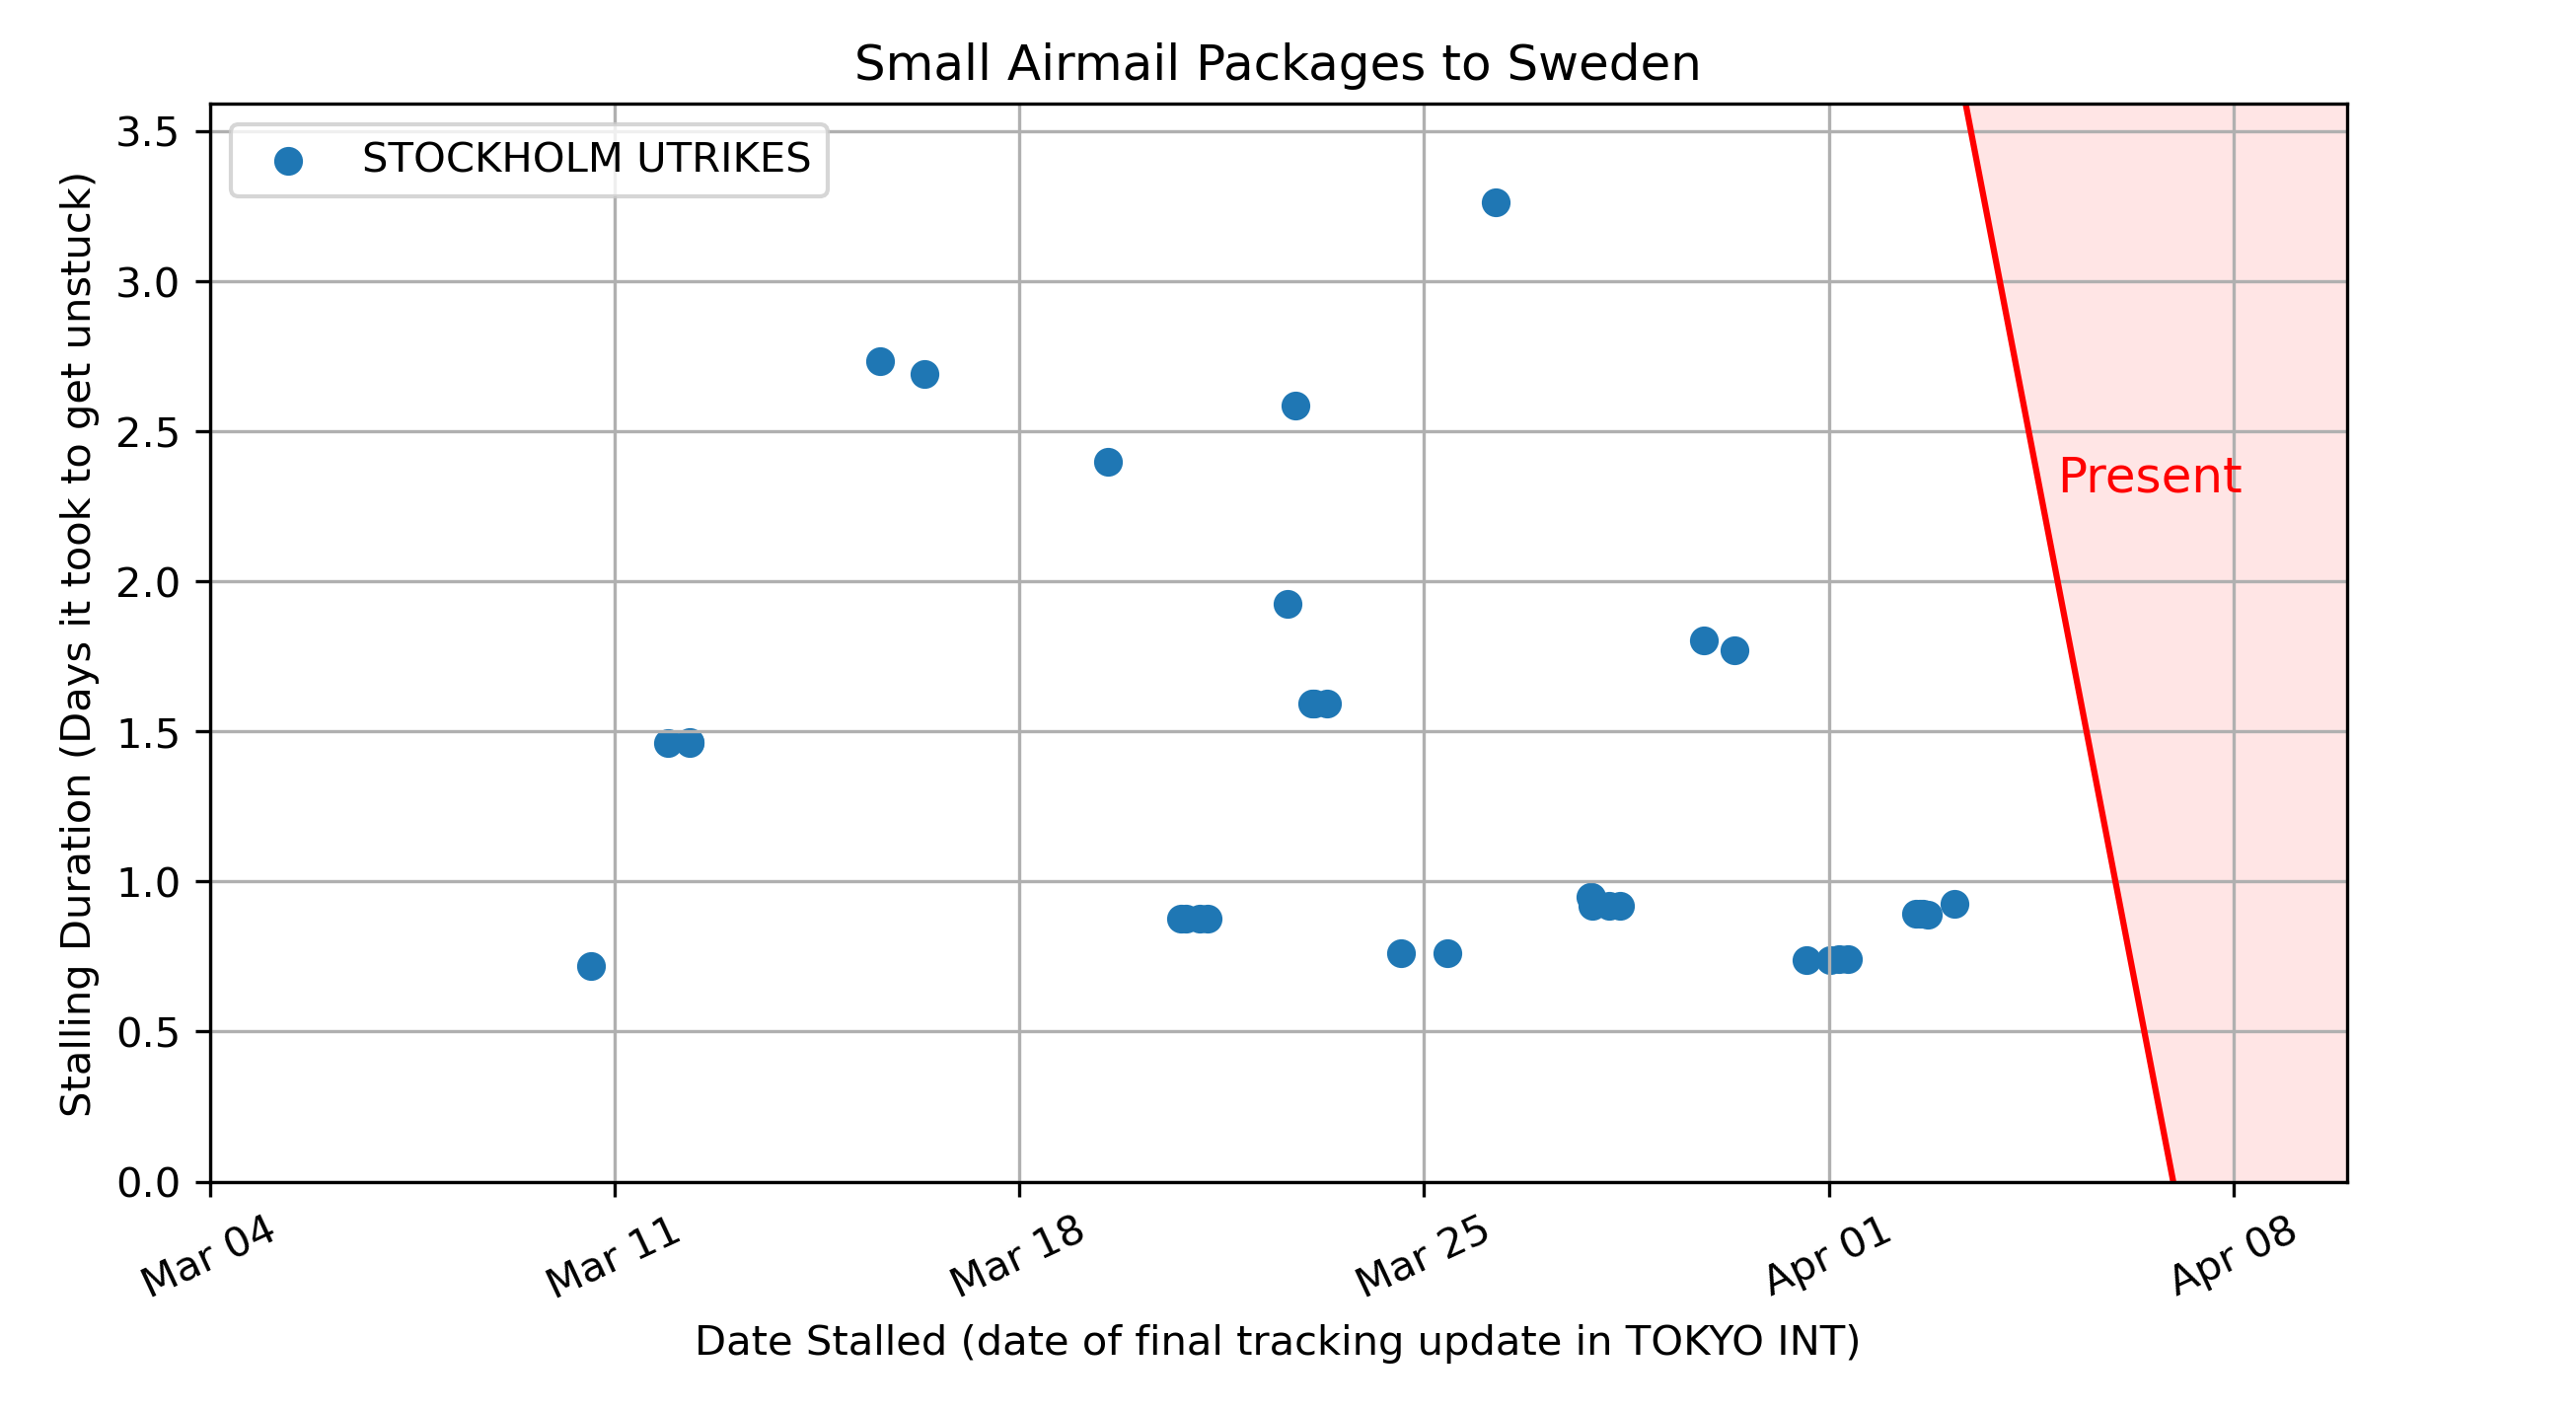 Small Airmail Packages to Sweden
STOCKHOLM UTRIKES
Stalling Duration (Days it took to get unstuck)
3.5
3.0
2.5
2.0
1.5
1.0
0.5
0.0
Present
Mar 04
Mar 11
Mar 18
Mar 25
Apr 01
Apr 08
Date Stalled (date of final tracking update in TOKYO INT)